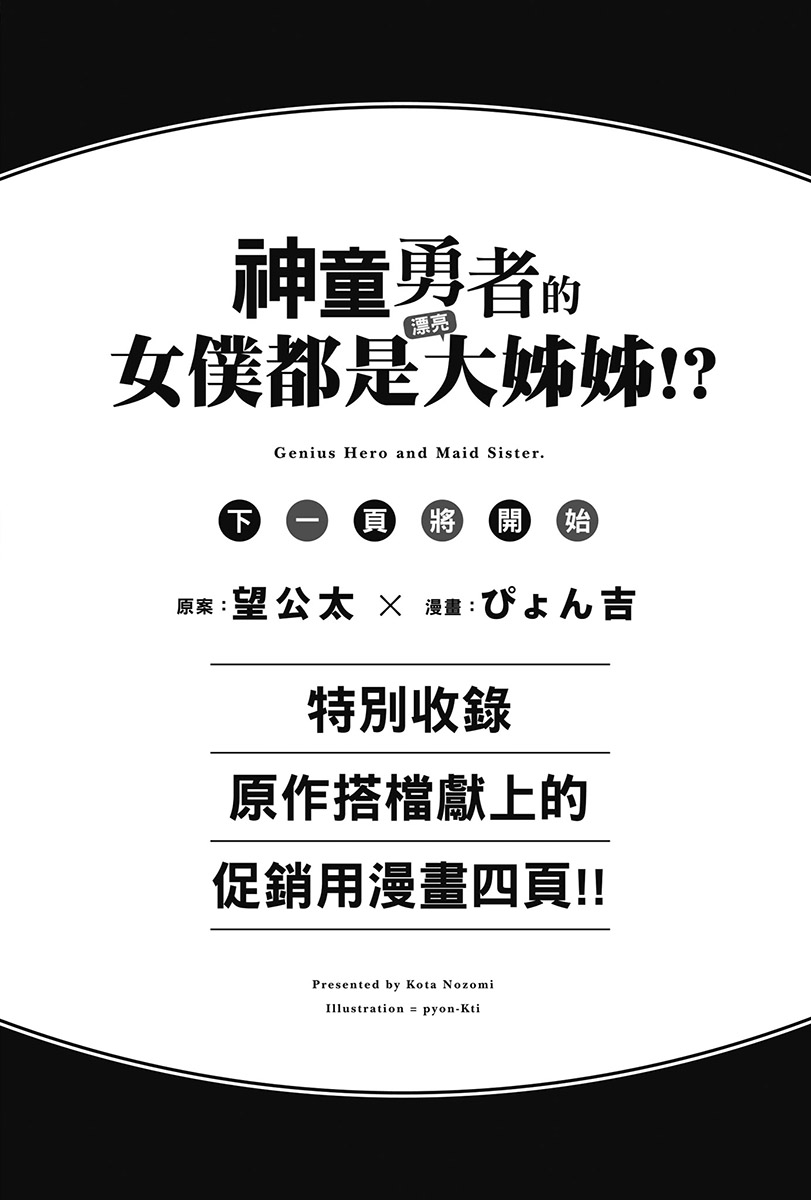 神童勇者的
漂亮
女僕都是大姊姊!?
Genius Hero and Maid Sister.
下一頁將開始
原案：望公太 × 漫畫：ぴょん吉
特別收錄
原作搭檔獻上的
促銷用漫畫四頁!!
Presented by Kota Nozomi
Illustration = pyon-Kti